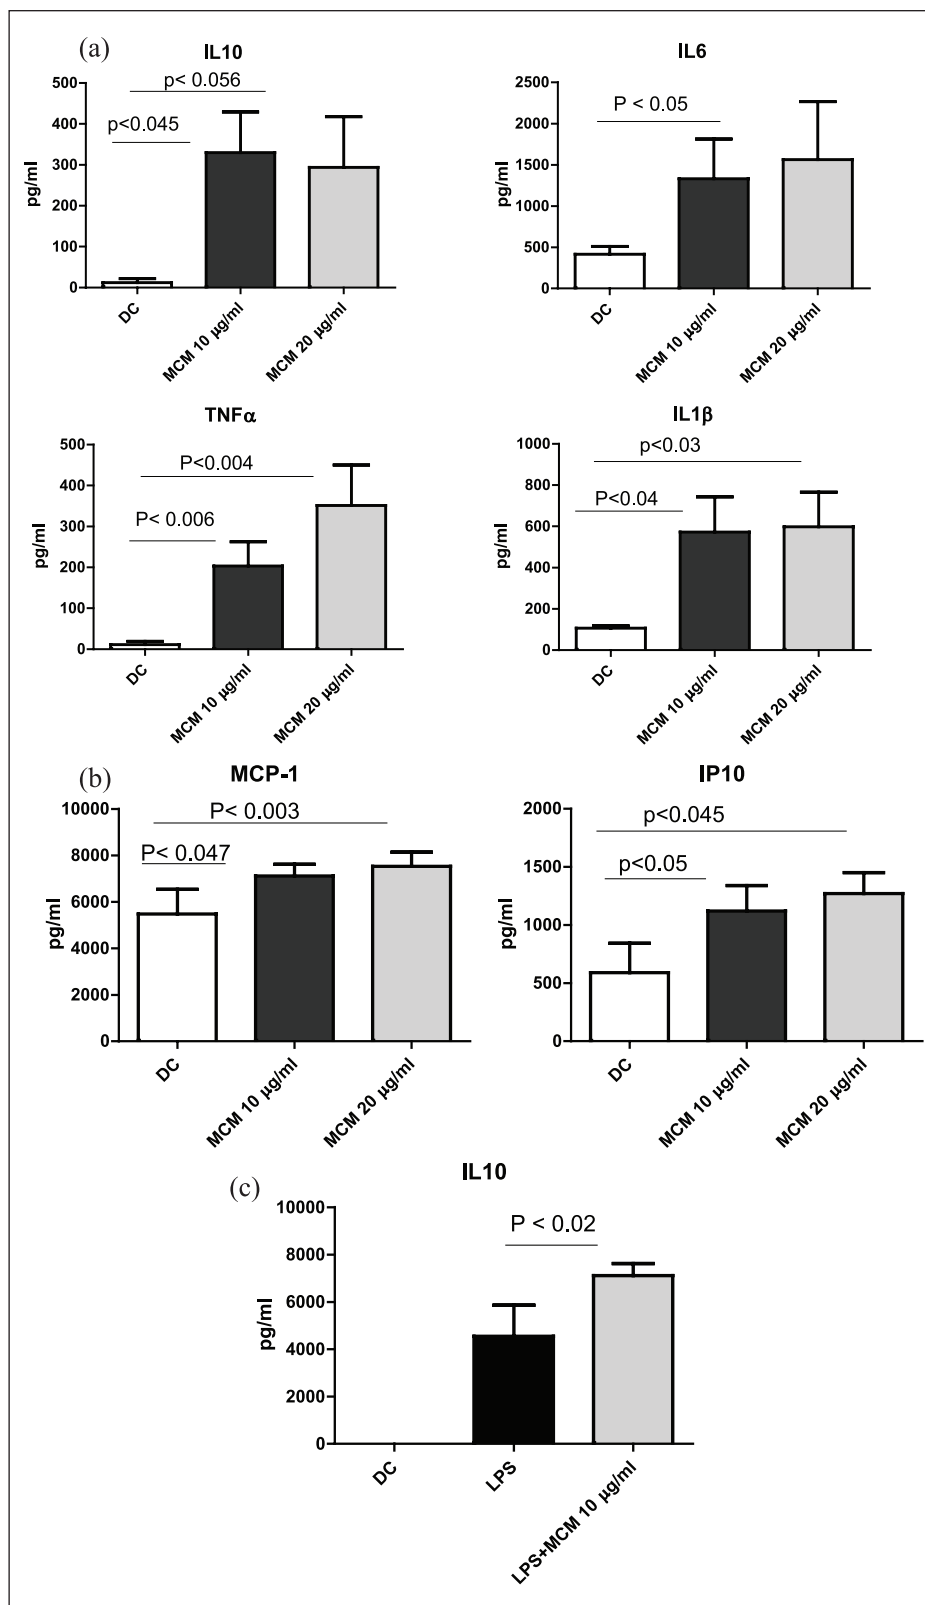 (a)
IL10
p< 0.056
p<0.045
500
400
300
200
100
0
pg/ml
DC
MCM 10 µg/ml
MCM 20 µg/ml
IL6
P < 0.05
2500
2000
1500
1000
500
0
pg/ml
DC
MCM 10 µg/ml
MCM 20 µg/ml
TNFα
P<0.004
P< 0.006
500
400
300
200
100
0
pg/ml
DC
MCM 10 µg/ml
MCM 20 µg/ml
IL1β
p<0.03
P<0.04
1000
800
600
400
200
0
pg/ml
DC
MCM 10 µg/ml
MCM 20 µg/ml
(b)
MCP-1
P< 0.003
P< 0.047
10000
8000
6000
4000
2000
0
pg/ml
DC
MCM 10 µg/ml
MCM 20 µg/ml
IP10
p<0.045
p<0.05
2000
1500
1000
500
0
pg/ml
DC
MCM 10 µg/ml
MCM 20 µg/ml
(c)
IL10
P < 0.02
10000
8000
6000
4000
2000
0
pg/ml
DC
LPS
LPS+MCM 10 µg/ml